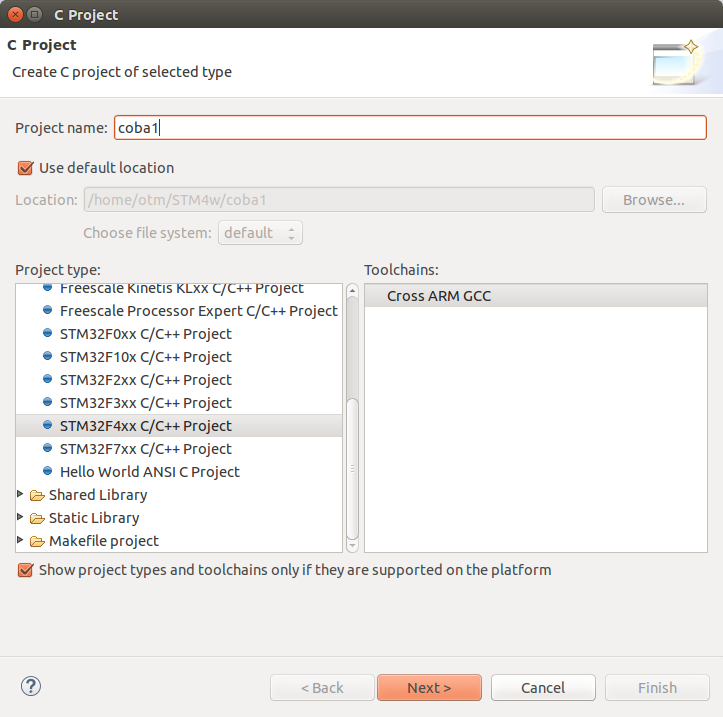 C Project
C Project
Create C project of selected type
Project name: coba1
Use default location
Location: /home/otm/STM4w/coba1 Browse...
Choose file system: default
Project type:
Freescale Kinetis KLxx C/C++ Project
Freescale Processor Expert C/C++ Project
STM32F0xx C/C++ Project
STM32F10x C/C++ Project
STM32F2xx C/C++ Project
STM32F3xx C/C++ Project
STM32F4xx C/C++ Project
STM32F7xx C/C++ Project
Hello World ANSI C Project
Shared Library
Static Library
Makefile project
Toolchains:
Cross ARM GCC
Show project types and toolchains only if they are supported on the platform
? < Back Next > Cancel Finish